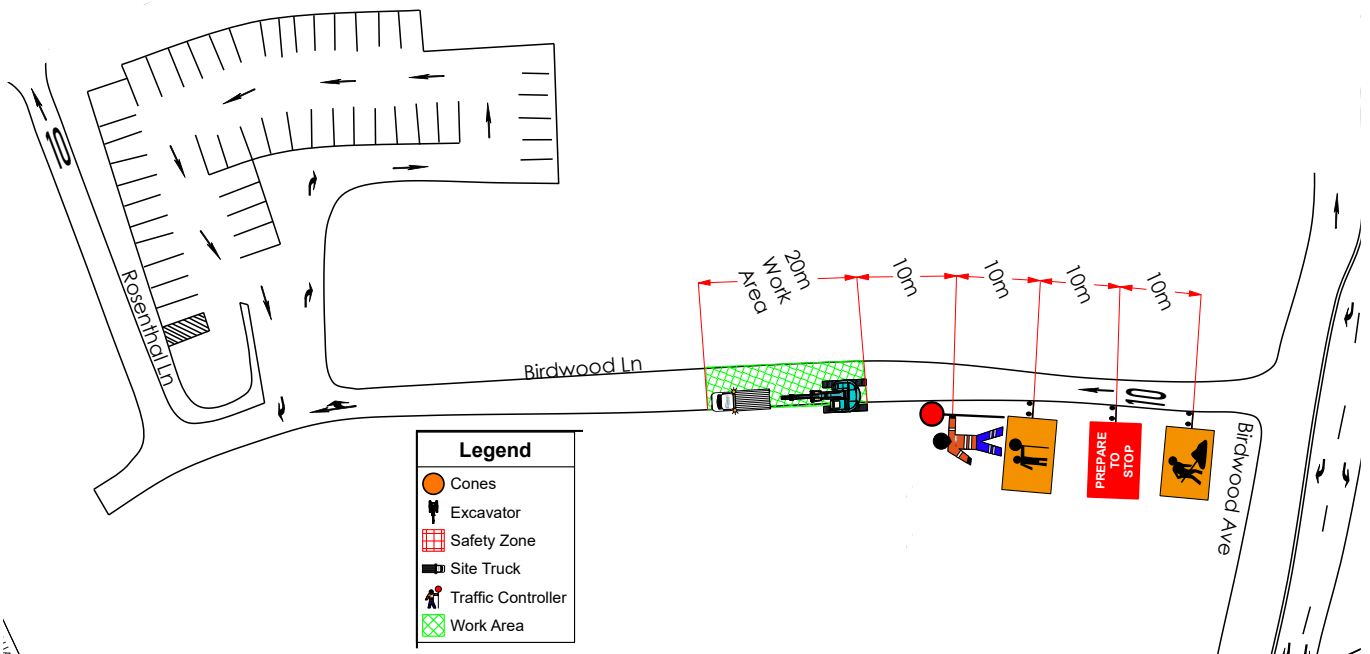 10
Rosenthal Ln
Birdwood Ln
20m
Work
Area
10m
10m
10m
10m
10
PREPARE
TO
STOP
Birdwood Ave
Legend
Cones
Excavator
Safety Zone
Site Truck
Traffic Controller
Work Area